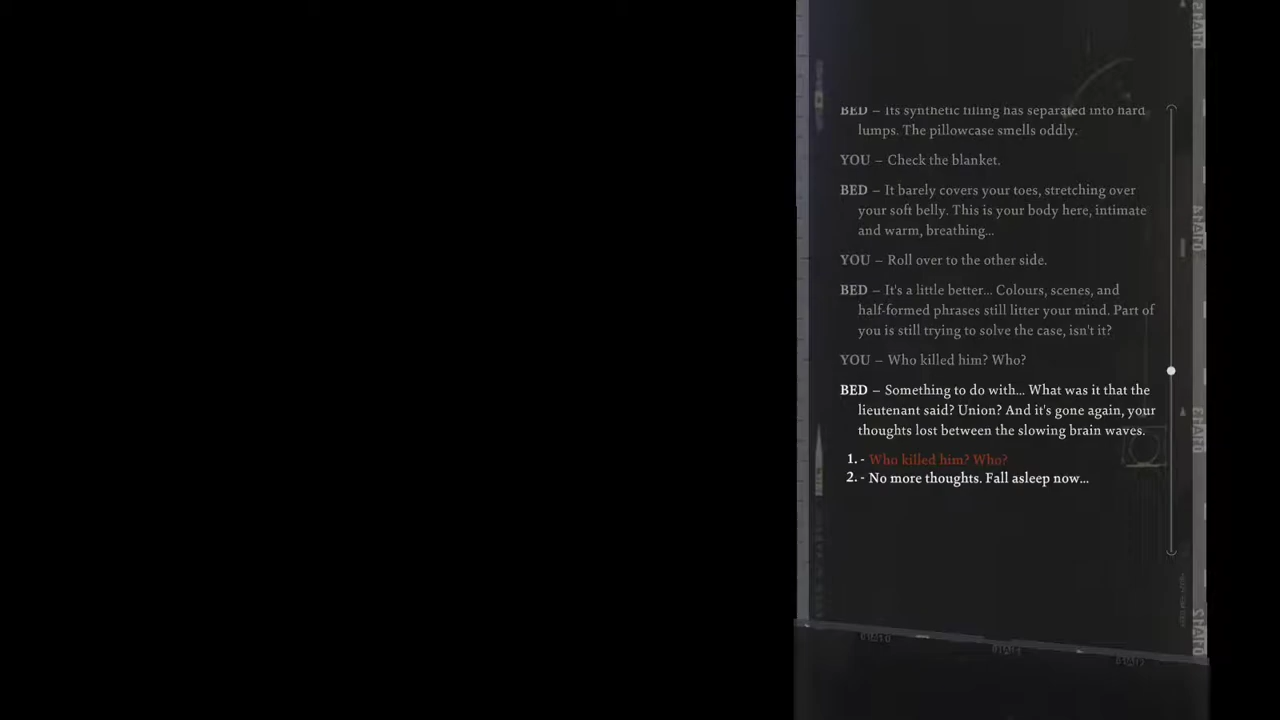 BED – Its synthetic filling has separated into hard
lumps. The pillowcase smells oddly.
YOU – Check the blanket.
BED – It barely covers your toes, stretching over
your soft belly. This is your body here, intimate
and warm, breathing...
YOU – Roll over to the other side.
BED – It's a little better... Colours, scenes, and
half-formed phrases still litter your mind. Part of
you is still trying to solve the case, isn't it?
YOU – Who killed him? Who?
BED – Something to do with... What was it that the
lieutenant said? Union? And it's gone again, your
thoughts lost between the slowing brain waves.
1. - Who killed him? Who?
2. - No more thoughts. Fall asleep now...